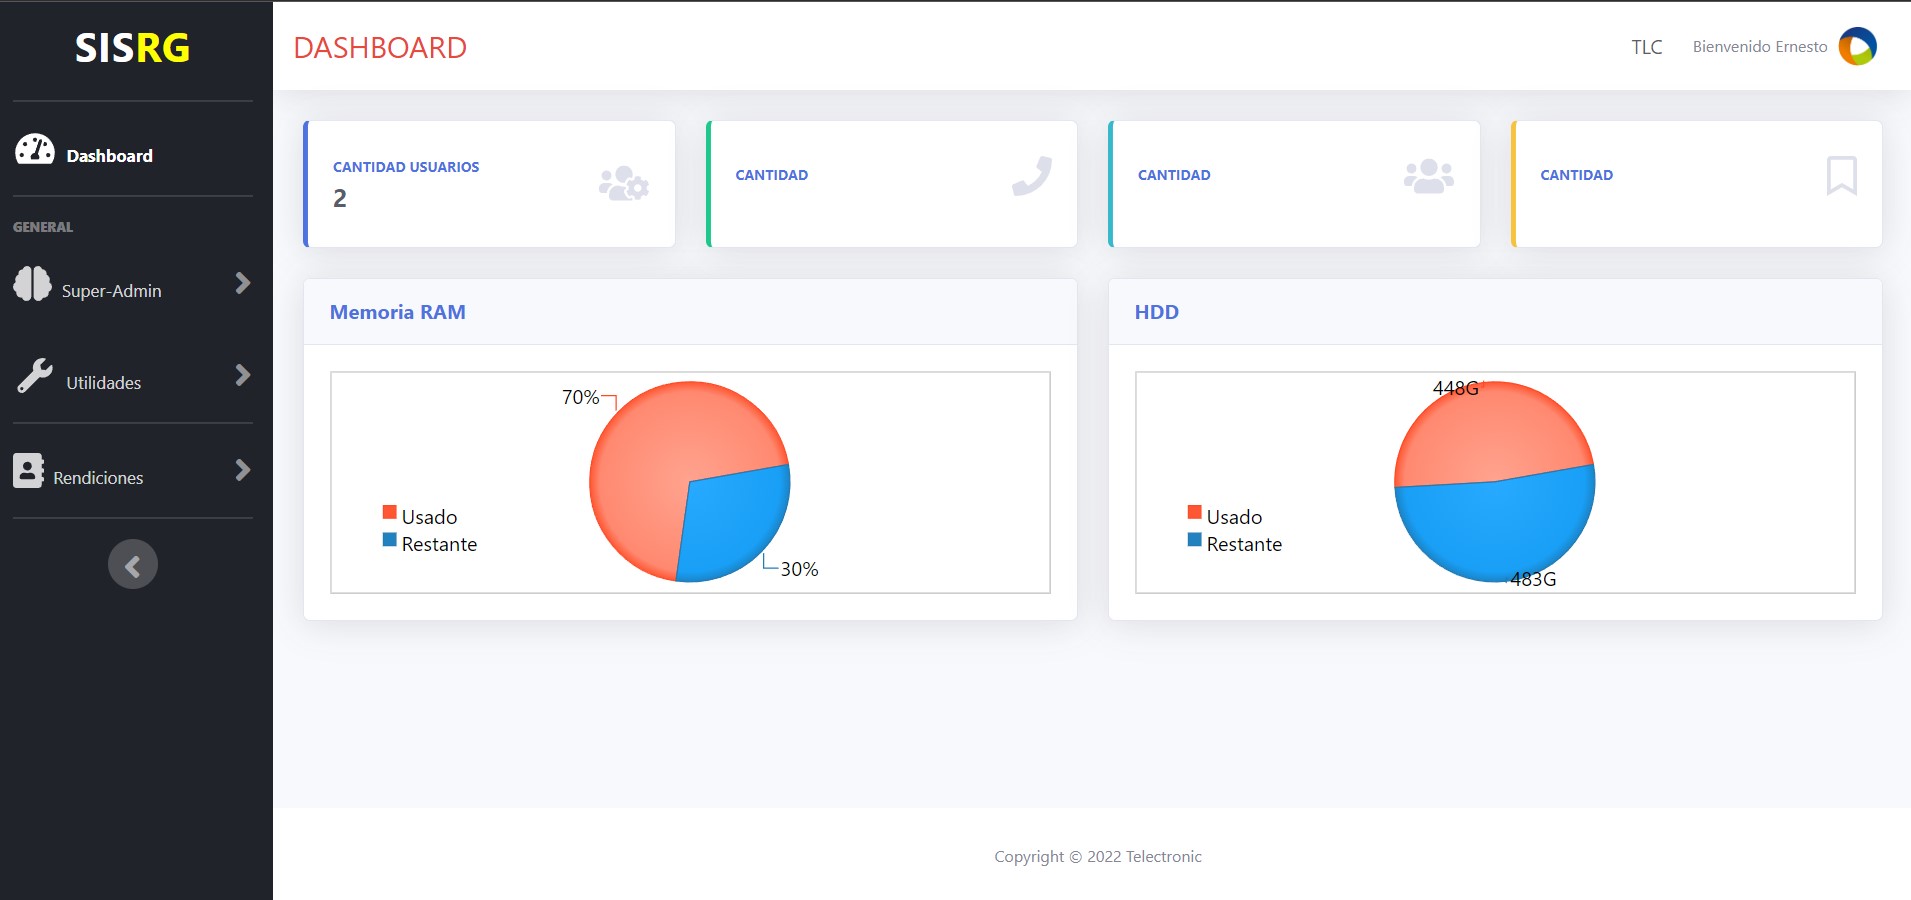 SISRG
Dashboard
GENERAL
Super-Admin
Utilidades
Rendiciones
DASHBOARD
TLC
Bienvenido Ernesto
CANTIDAD USUARIOS
2
CANTIDAD
CANTIDAD
CANTIDAD
Memoria RAM
70%
Usado
Restante
30%
HDD
448G
Usado
Restante
483G
Copyright © 2022 Telectronic